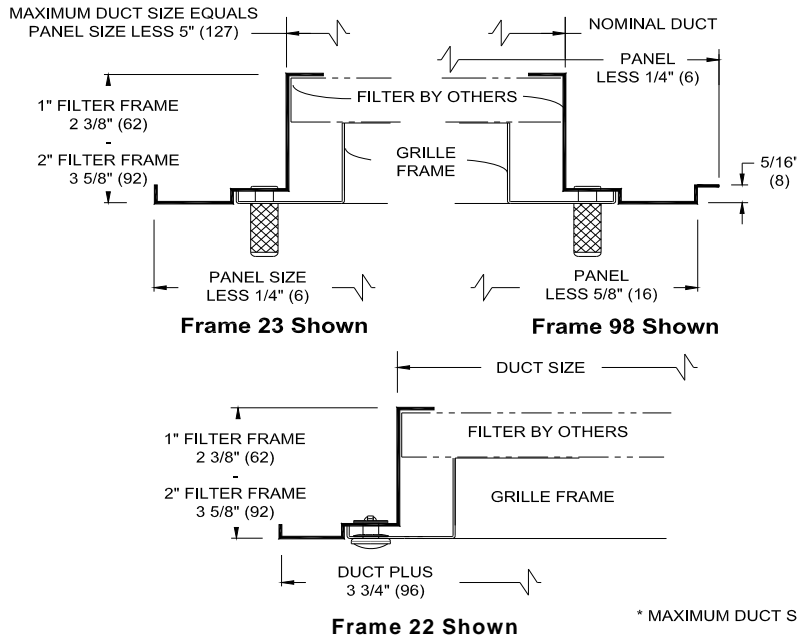 MAXIMUM DUCT SIZE EQUALS
PANEL SIZE LESS 5" (127)
NOMINAL DUCT
PANEL
LESS 1/4" (6)
1" FILTER FRAME
2 3/8" (62)
-
2" FILTER FRAME
3 5/8" (92)
FILTER BY OTHERS
GRILLE
FRAME
5/16"
(8)
PANEL SIZE
LESS 1/4" (6)
PANEL
LESS 5/8" (16)
Frame 23 Shown
Frame 98 Shown
DUCT SIZE
1" FILTER FRAME
2 3/8" (62)
-
2" FILTER FRAME
3 5/8" (92)
FILTER BY OTHERS
GRILLE FRAME
DUCT PLUS
3 3/4" (96)
Frame 22 Shown
* MAXIMUM DUCT S